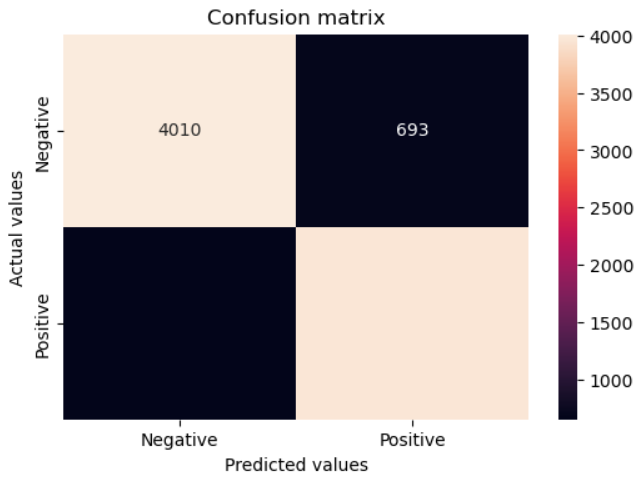 Confusion matrix
Negative
4010
693
Positive
Actual values
Negative
Positive
Predicted values
4000
3500
3000
2500
2000
1500
1000